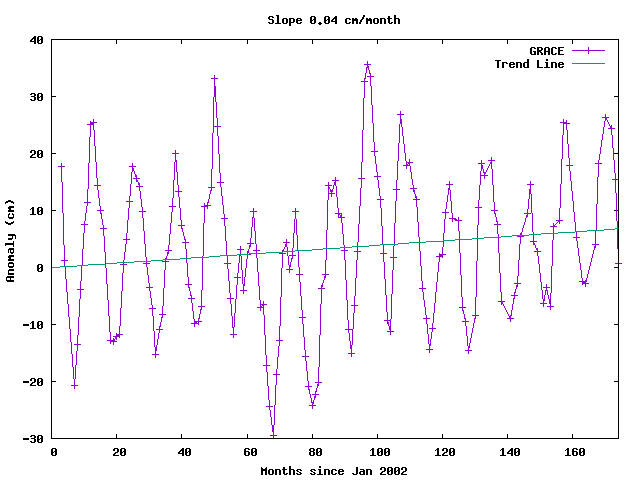 Slope 0.04 cm/month
GRACE
Trend Line
40
30
20
10
0
-10
-20
-30
Anomaly (cm)
0 20 40 60 80 100 120 140 160
Months since Jan 2002